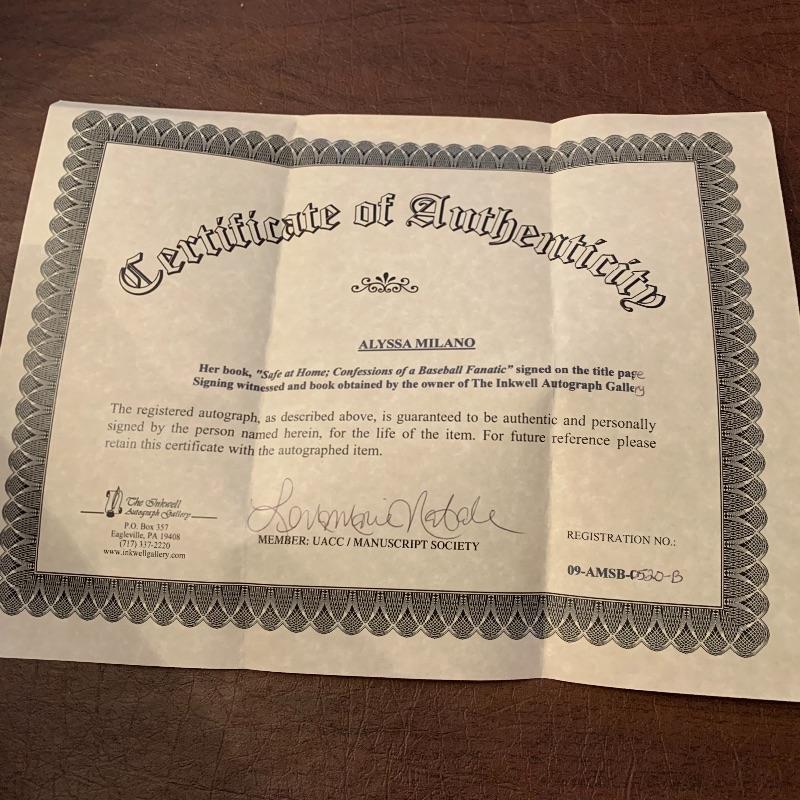 Certificate of Authenticity
ALYSSA MILANO
Her book, "Safe at Home; Confessions of a Baseball Fanatic" signed on the title page
Signing witnessed and book obtained by the owner of The Inkwell Autograph Gallery
The registered autograph, as described above, is guaranteed to be authentic and personally
signed by the person named herein, for the life of the item. For future reference please
retain this certificate with the autographed item.
The Inkwell
Autograph Gallery
P.O. Box 357
Eagleville, PA 19408
(717) 337-2220
www.inkwellgallery.com
MEMBER: UACC / MANUSCRIPT SOCIETY
REGISTRATION NO.:
09-AMSB-0520-B